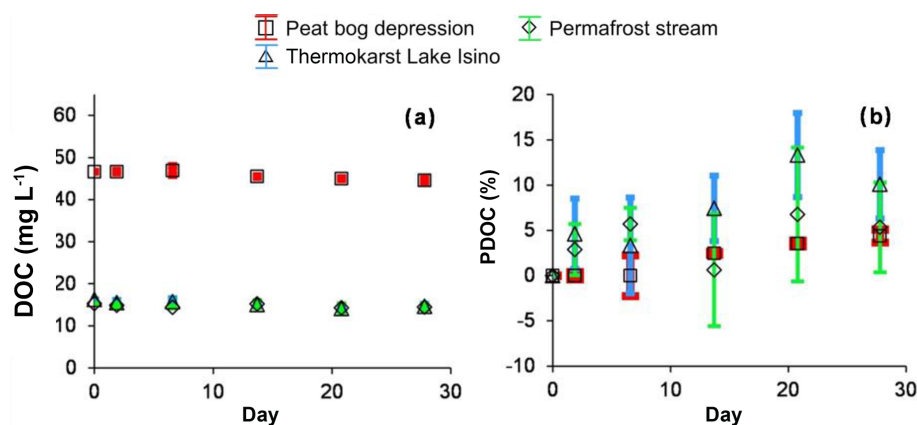 Peat bog depression
Permafrost stream
Thermokarst Lake Isino
(a)
DOC (mg L⁻¹)
60
50
40
30
20
10
0
0 10 20 30
Day
(b)
PDOC (%)
20
15
10
5
0
-5
-10
0 10 20 30
Day